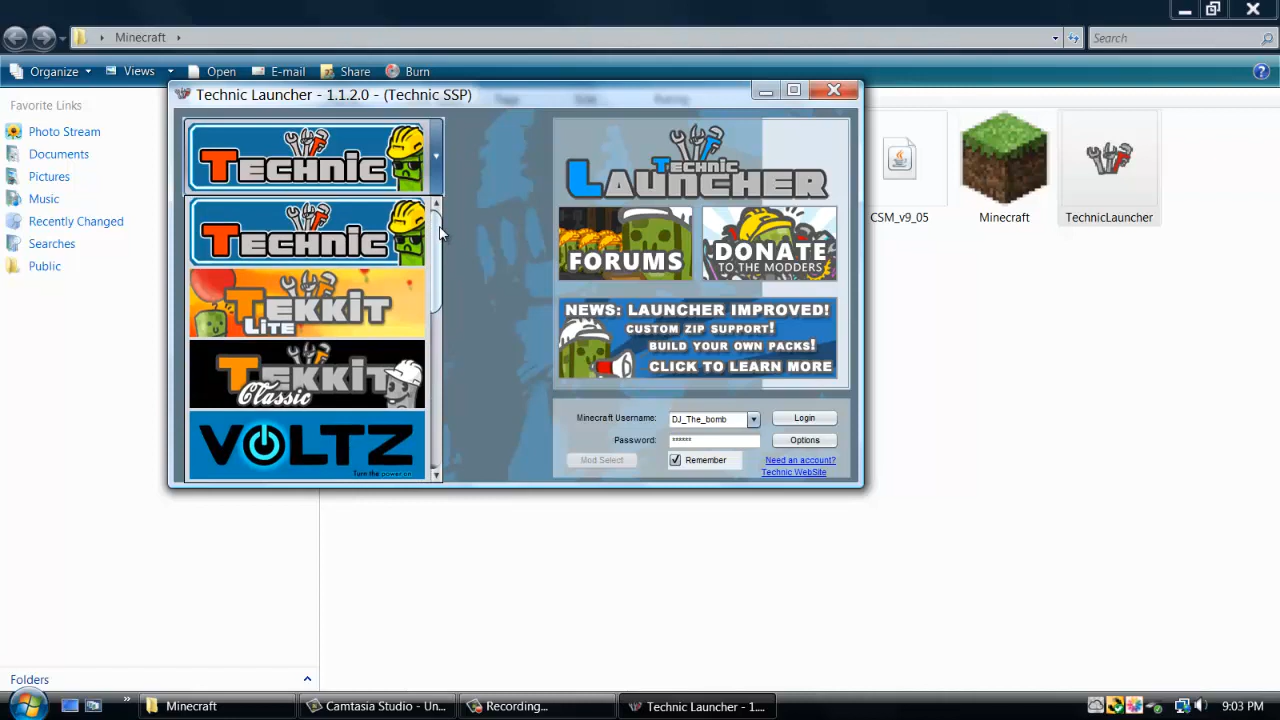 Minecraft
Search
Organize
Views
Open
E-mail
Share
Burn
Favorite Links
Photo Stream
Documents
Pictures
Music
Recently Changed
Searches
Public
Folders
Technic Launcher - 1.1.2.0 - (Technic SSP)
TECHNIC
TECHNIC
TEKKIT
LITE
TEKKIT
Classic
VOLTZ
Turn the power on
TECHNIC
LAUNCHER
FORUMS
DONATE
TO THE MODDERS
NEWS: LAUNCHER IMPROVED!
CUSTOM ZIP SUPPORT!
BUILD YOUR OWN PACKS!
CLICK TO LEARN MORE
Minecraft Username: DJ_The_bomb Login
Password: ****** Options
Mod Select Remember Need an account?
Technic WebSite
CSM_v9_05
Minecraft
TechnicLauncher
Minecraft
Camtasia Studio - Un...
Recording...
Technic Launcher - 1....
9:03 PM